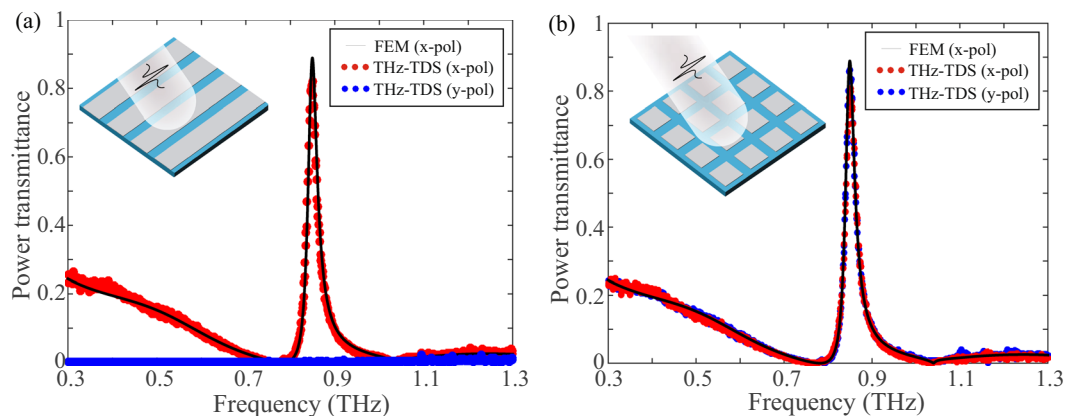 (a)
Power transmittance
1
0.8
0.6
0.4
0.2
0
FEM (x-pol)
THz-TDS (x-pol)
THz-TDS (y-pol)
0.3
0.5
0.7
0.9
1.1
1.3
Frequency (THz)
(b)
Power transmittance
1
0.8
0.6
0.4
0.2
0
FEM (x-pol)
THz-TDS (x-pol)
THz-TDS (y-pol)
0.3
0.5
0.7
0.9
1.1
1.3
Frequency (THz)